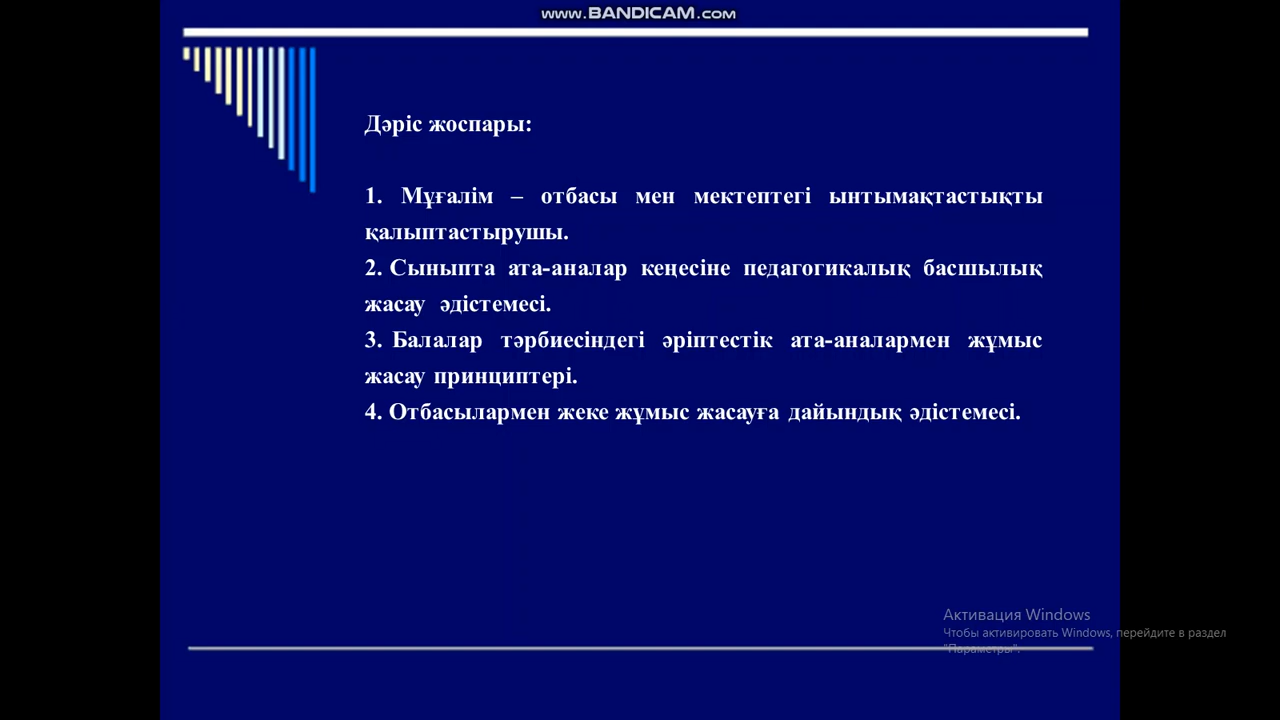 www.BANDICAM.com
Дәріс жоспары:
1. Мұғалім – отбасы мен мектептегі ынтымақтастықты
қалыптастырушы.
2. Сыныпта ата-аналар кеңесіне педагогикалық басшылық
жасау әдістемесі.
3. Балалар тәрбиесіндегі әріптестік ата-аналармен жұмыс
жасау принциптері.
4. Отбасылармен жеке жұмыс жасауға дайындық әдістемесі.
Активация Windows
Чтобы активировать Windows, перейдите в раздел
"Параметры".